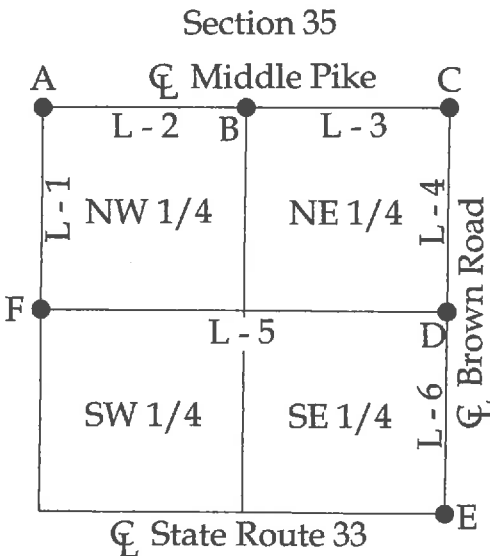 Section 35
A ℄ Middle Pike C
L - 2 B L - 3
L - 1
NW 1/4 NE 1/4
L - 4
℄ Brown Road
F L - 5 D
SW 1/4 SE 1/4
L - 6
E
℄ State Route 33